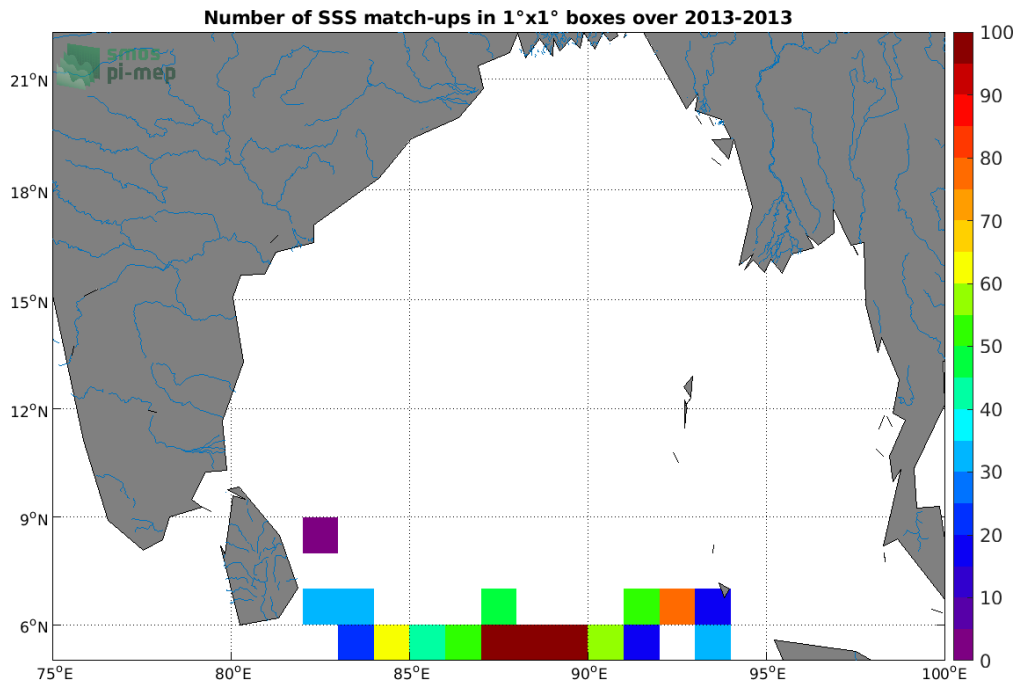 Number of SSS match-ups in 1°x1° boxes over 2013-2013
smos
pi-mep
21°N
18°N
15°N
12°N
9°N
6°N
75°E
80°E
85°E
90°E
95°E
100°E
100
90
80
70
60
50
40
30
20
10
0